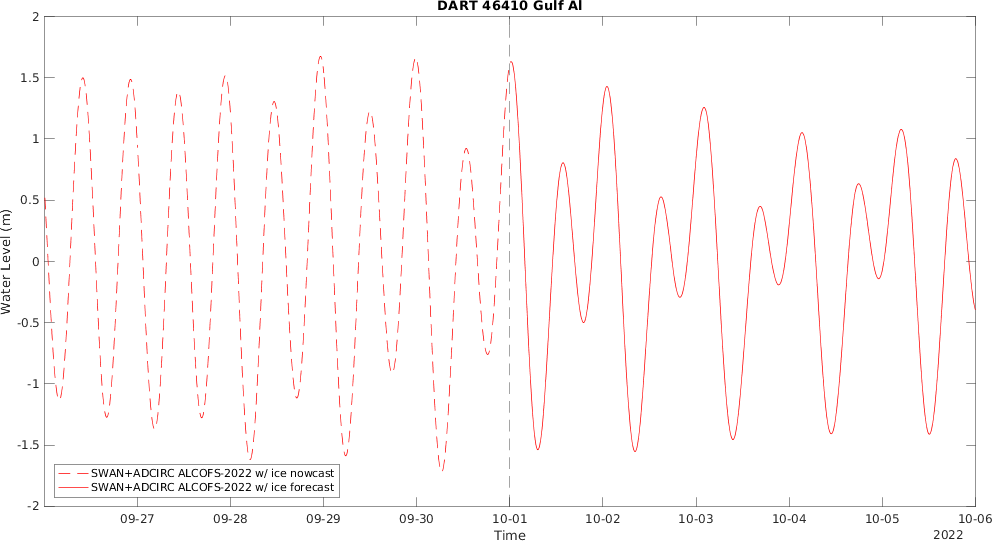 DART 46410 Gulf Al
2
1.5
1
0.5
0
-0.5
-1
-1.5
-2
Water Level (m)
SWAN+ADCIRC ALCOFS-2022 w/ ice nowcast
SWAN+ADCIRC ALCOFS-2022 w/ ice forecast
09-27 09-28 09-29 09-30 10-01 10-02 10-03 10-04 10-05 10-06
Time
2022